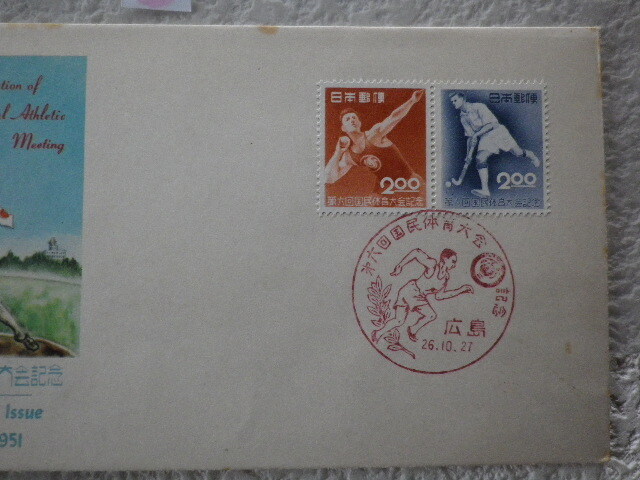 tion of
l Athletic
Meeting
大会記念
Issue
1951
日本郵便
2.00
第六回国民体育大会記念
日本郵便
2.00
第六回国民体育大会記念
第六回国民体育大会
記念
広島
26.10.27